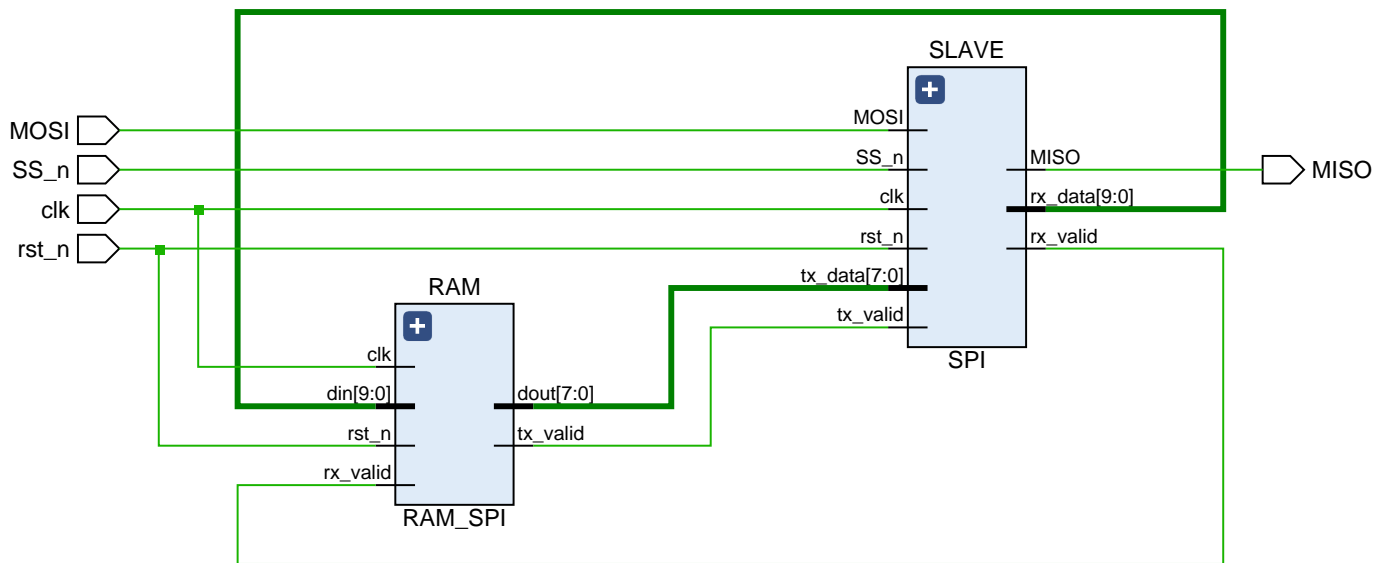 MOSI
SS_n
clk
rst_n
SLAVE
MOSI
SS_n
clk
rst_n
tx_data[7:0]
tx_valid
MISO
rx_data[9:0]
rx_valid
SPI
MISO
RAM
clk
din[9:0]
rst_n
rx_valid
dout[7:0]
tx_valid
RAM_SPI